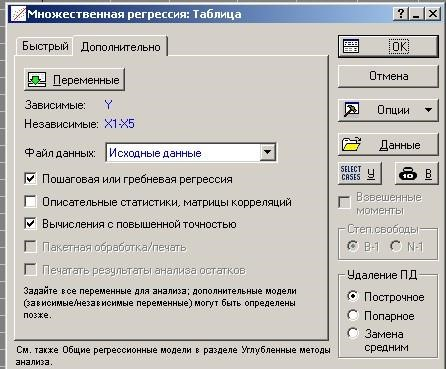 Множественная регрессия: Таблица
Быстрый Дополнительно
Переменные
Зависимые: Y
Независимые: X1-X5
Файл данных: Исходные данные
Пошаговая или гребневая регрессия
Описательные статистики, матрицы корреляций
Вычисления с повышенной точностью
Пакетная обработка/печать
Печатать результаты анализа остатков
Задайте все переменные для анализа; дополнительные модели
(зависимые/независимые переменные) могут быть определены
позже.
См. также Общие регрессионные модели в разделе Углубленные методы
анализа.
OK
Отмена
Опции
Данные
SELECT
CASES У В
Взвешенные
моменты
Степ.свободы
В-1 N-1
Удаление ПД
Построчное
Попарное
Замена
средним